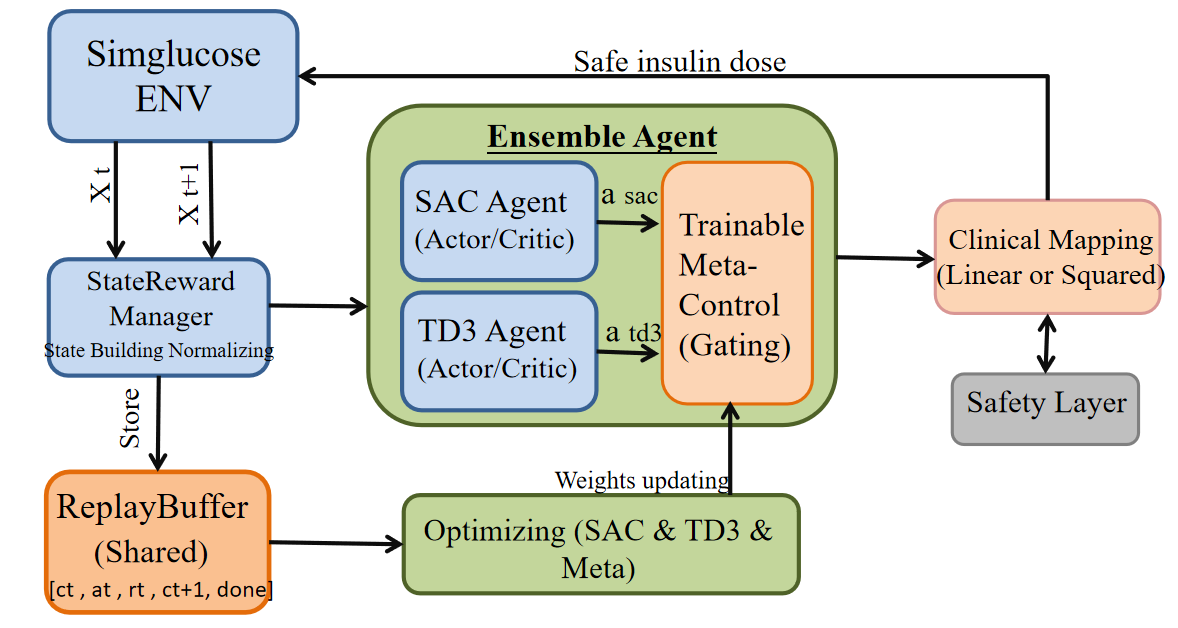 Simglucose
ENV
Safe insulin dose
X t
X t+1
Ensemble Agent
SAC Agent
(Actor/Critic)
a sac
Trainable
Meta-
Control
(Gating)
TD3 Agent
(Actor/Critic)
a td3
Clinical Mapping
(Linear or Squared)
Safety Layer
StateReward
Manager
State Building Normalizing
Store
ReplayBuffer
(Shared)
[ct , at , rt , ct+1, done]
Weights updating
Optimizing (SAC & TD3 &
Meta)